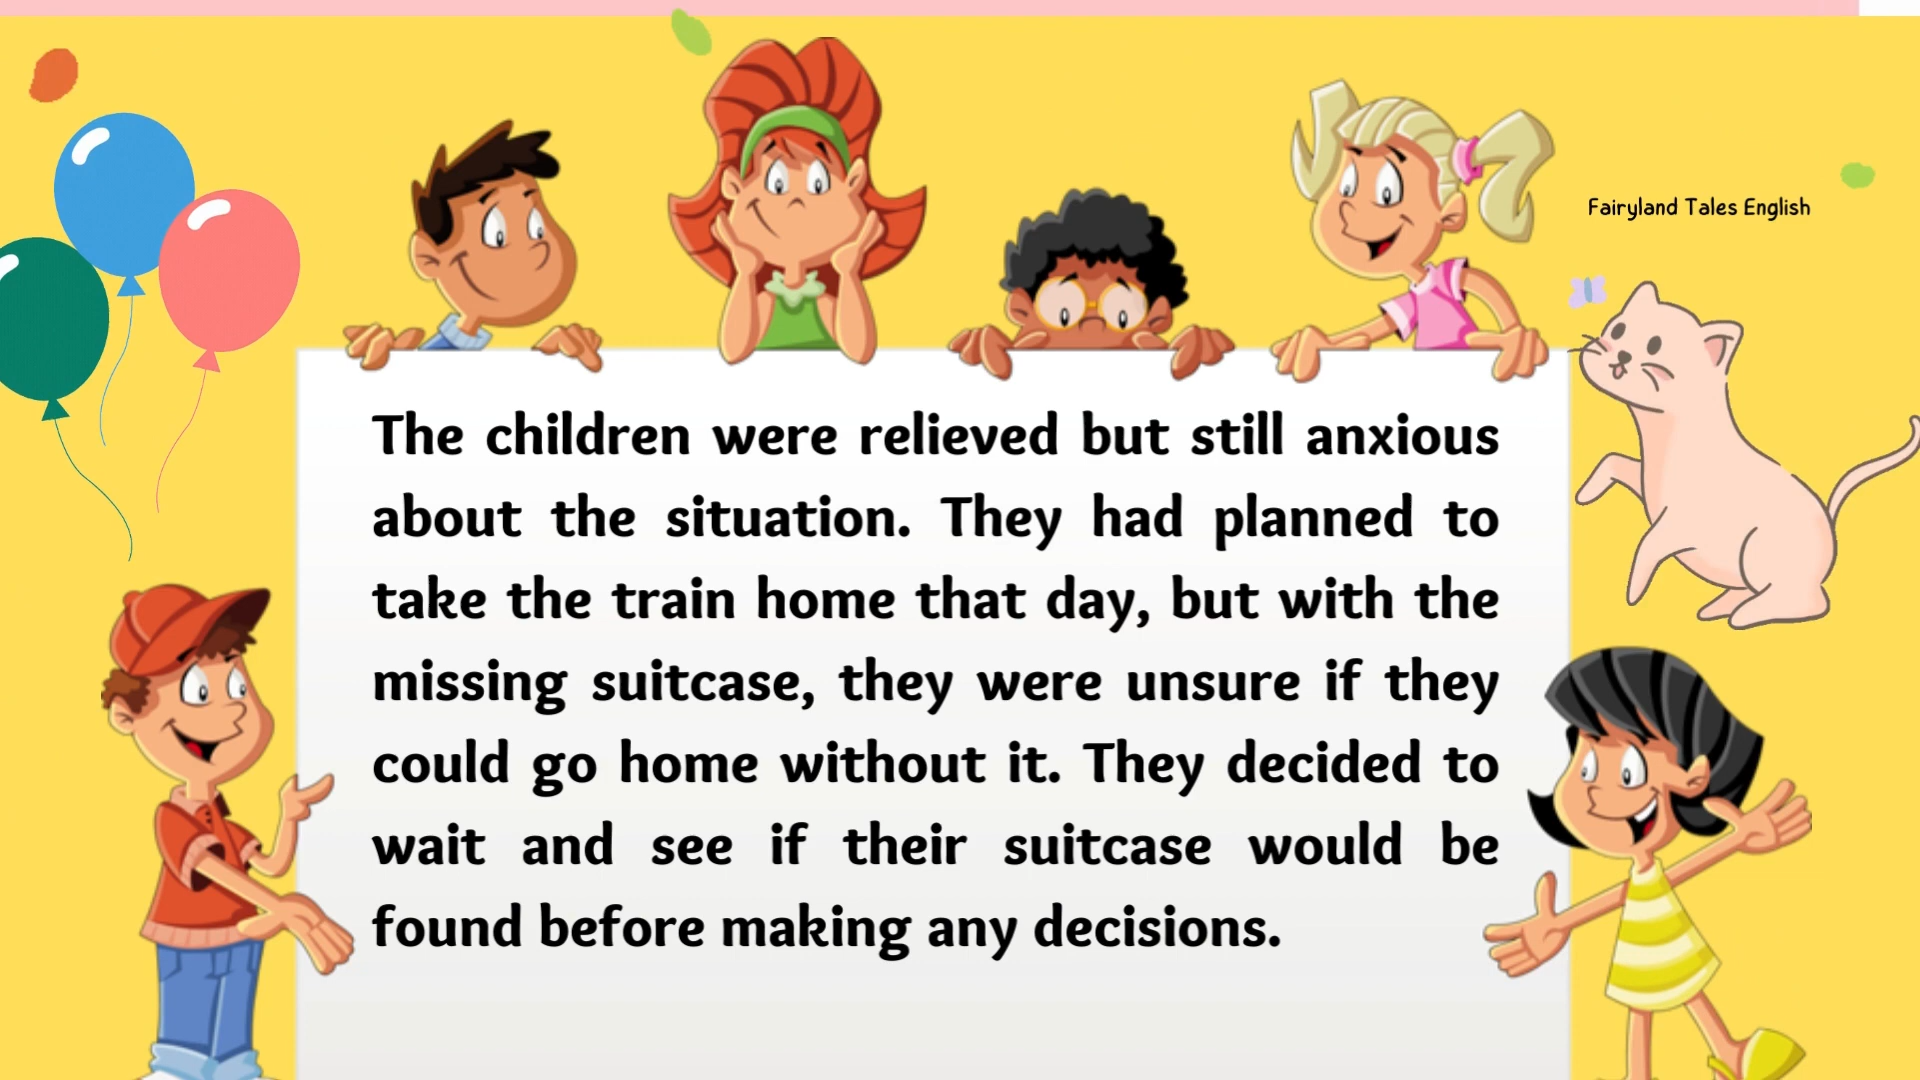 Fairyland Tales English
The children were relieved but still anxious
about the situation. They had planned to
take the train home that day, but with the
missing suitcase, they were unsure if they
could go home without it. They decided to
wait and see if their suitcase would be
found before making any decisions.